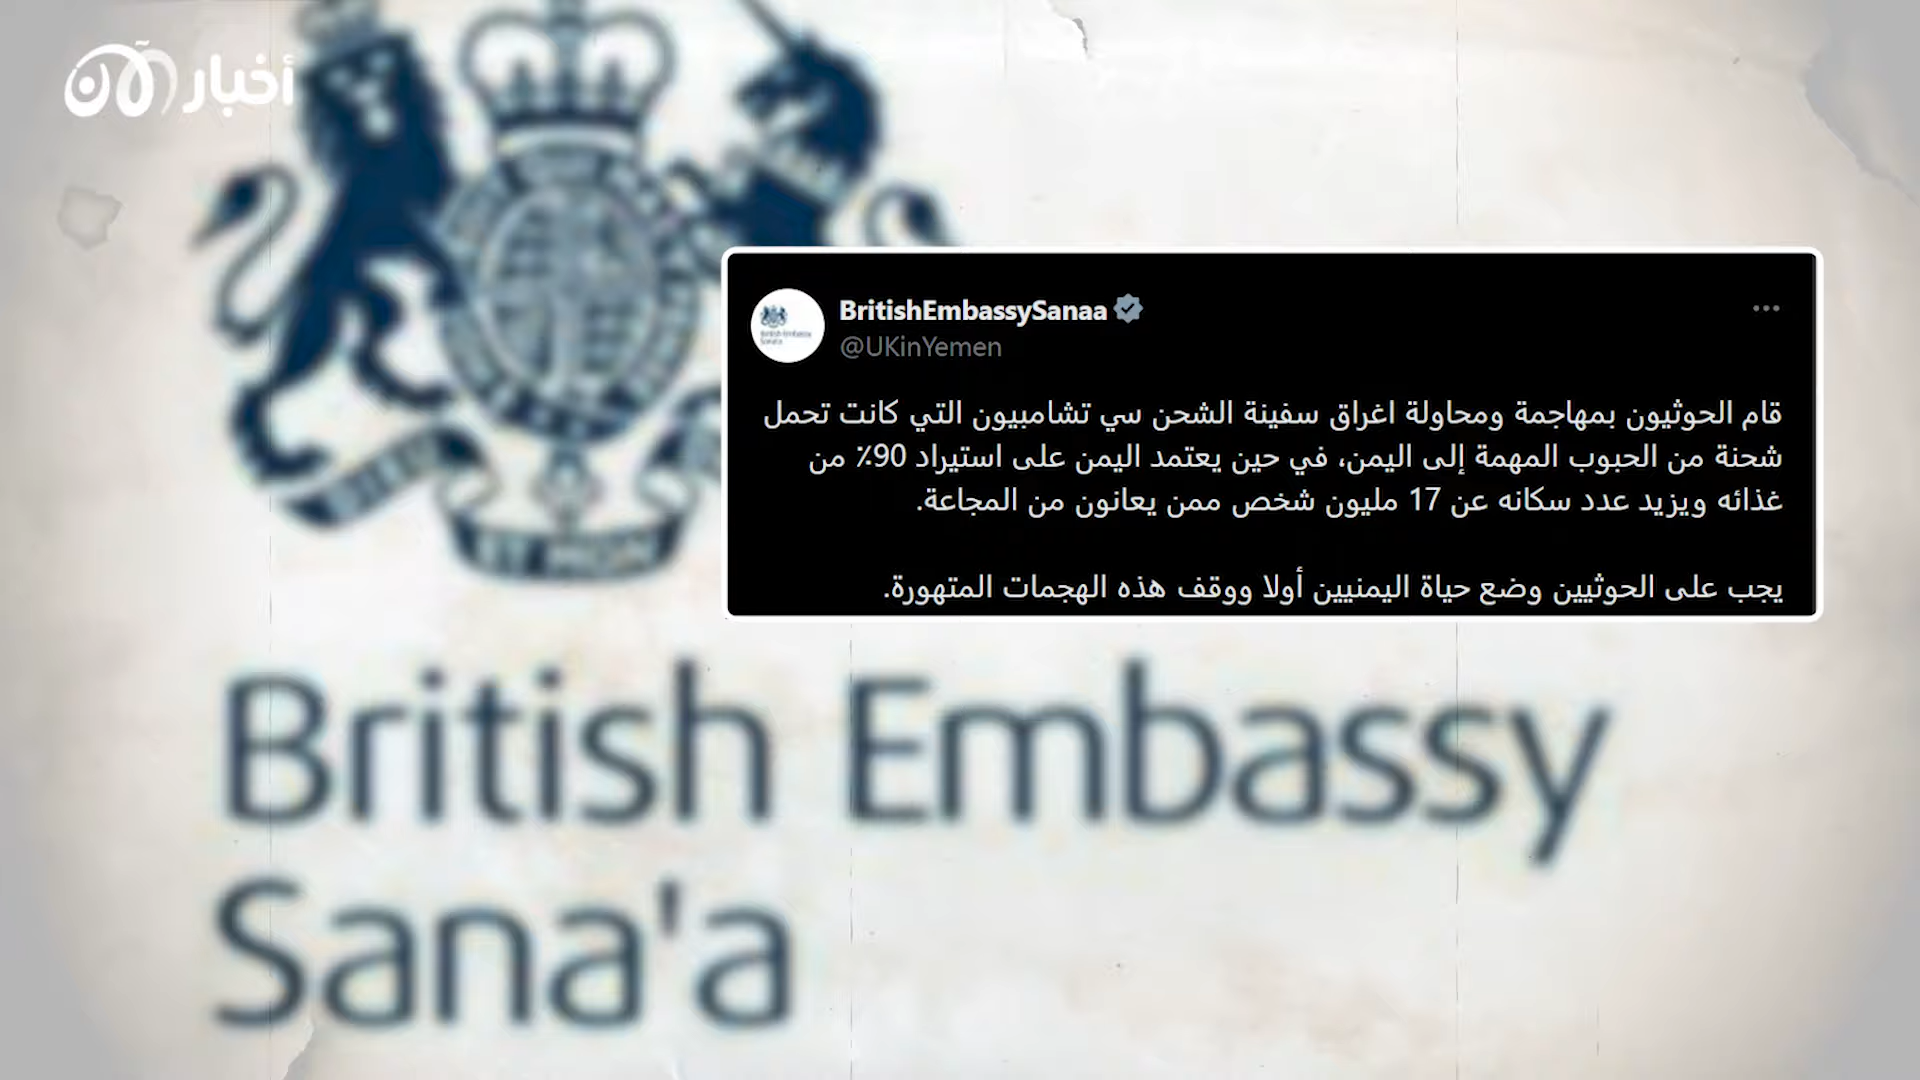 أخبار الآن
BritishEmbassySanaa
@UKinYemen
قام الحوثيون بمهاجمة ومحاولة اغراق سفينة الشحن سي تشامبيون التي كانت تحمل
شحنة من الحبوب المهمة إلى اليمن، في حين يعتمد اليمن على استيراد 90٪ من
غذائه ويزيد عدد سكانه عن 17 مليون شخص ممن يعانون من المجاعة.
يجب على الحوثيين وضع حياة اليمنيين أولا ووقف هذه الهجمات المتهورة.
British Embassy
Sana'a